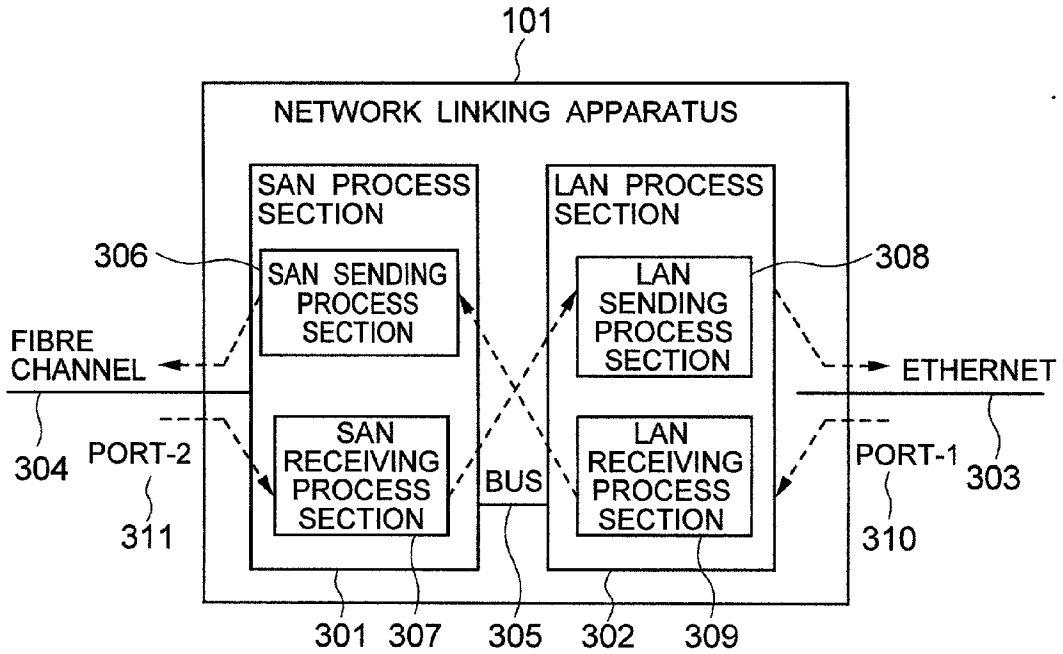 101
NETWORK LINKING APPARATUS
SAN PROCESS
SECTION
LAN PROCESS
SECTION
306
SAN SENDING
PROCESS
SECTION
LAN
SENDING
PROCESS
SECTION
308
FIBRE
CHANNEL
ETHERNET
304
PORT-2
311
SAN
RECEIVING
PROCESS
SECTION
BUS
LAN
RECEIVING
PROCESS
SECTION
PORT-1
310
303
301
307
305
302
309